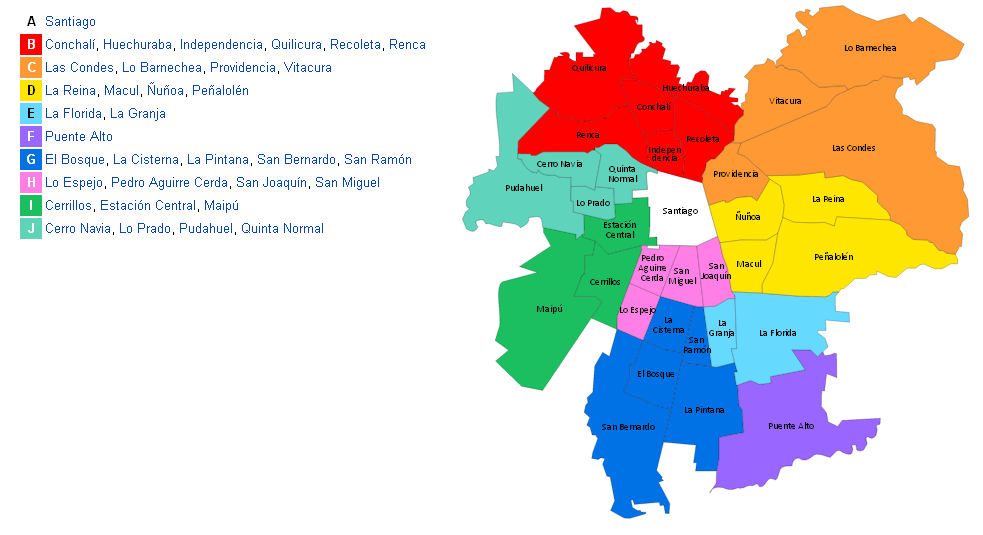 A Santiago
B Conchalí, Huechuraba, Independencia, Quilicura, Recoleta, Renca
C Las Condes, Lo Barnechea, Providencia, Vitacura
D La Reina, Macul, Ñuñoa, Peñalolén
E La Florida, La Granja
F Puente Alto
G El Bosque, La Cisterna, La Pintana, San Bernardo, San Ramón
H Lo Espejo, Pedro Aguirre Cerda, San Joaquín, San Miguel
I Cerrillos, Estación Central, Maipú
J Cerro Navia, Lo Prado, Pudahuel, Quinta Normal
Lo Barnechea
Quilicura
Huechuraba
Vitacura
Conchalí
Renca
Recoleta
Las Condes
Indepen
dencia
Cerro Navia
Quinta
Normal
Providencia
Pudahuel
La Reina
Lo Prado
Santiago
Ñuñoa
Estación
Central
Peñalolén
Pedro
Aguirre
Cerda
San
Miguel
San
Joaquín
Macul
Cerrillos
Maipú
Lo Espejo
La
Cisterna
La
Granja
La Florida
San
Ramón
El Bosque
La Pintana
San Bernardo
Puente Alto